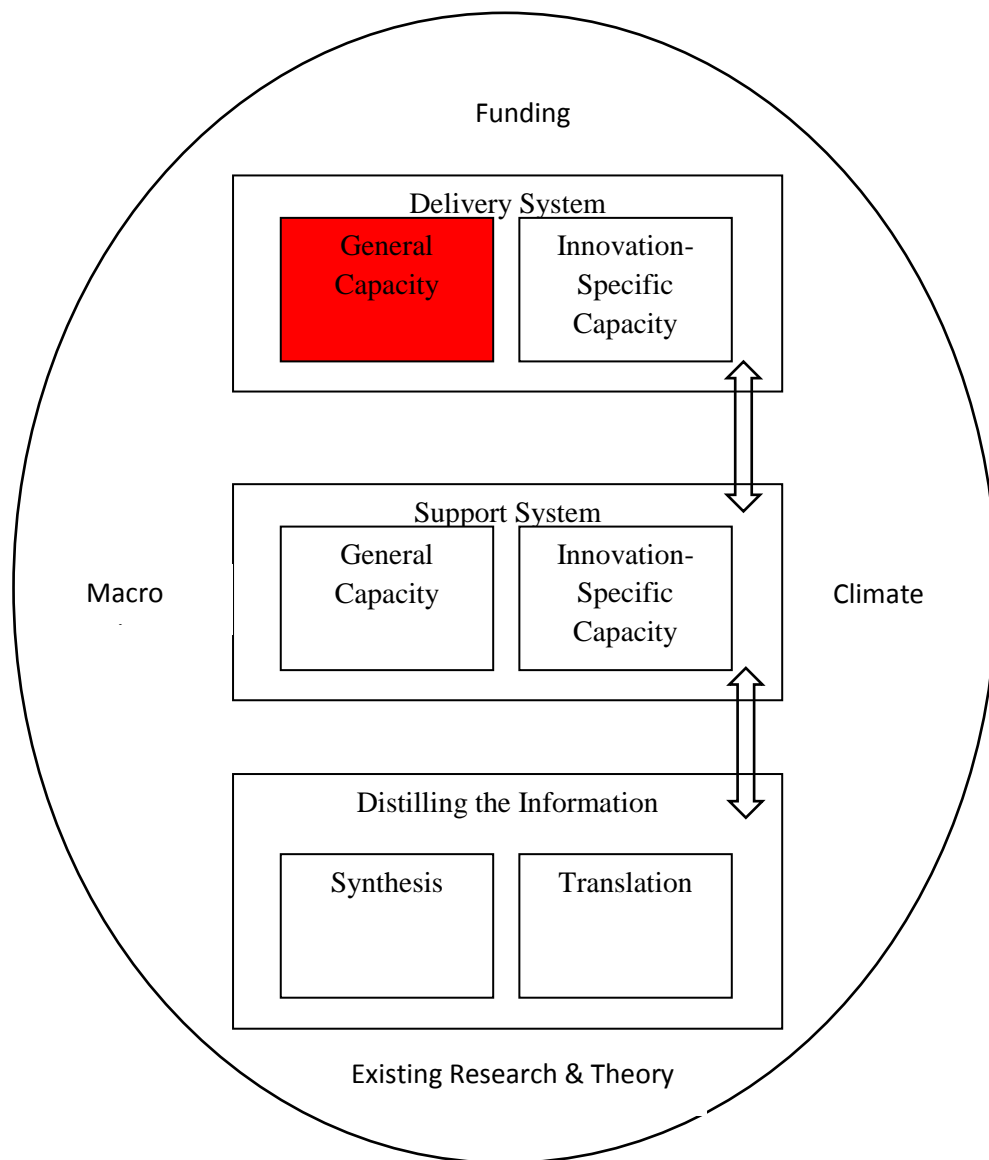 Funding
Delivery System
General
Capacity
Innovation-
Specific
Capacity
Support System
General
Capacity
Innovation-
Specific
Capacity
Macro
Climate
Distilling the Information
Synthesis
Translation
Existing Research & Theory